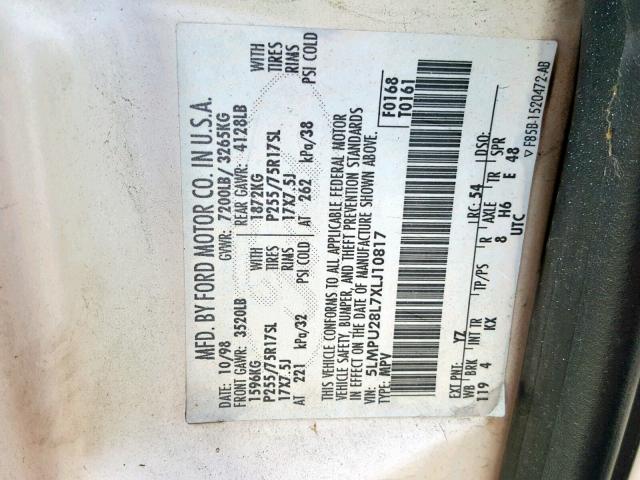 MFD. BY FORD MOTOR CO. IN U.S.A.
DATE: 10/98 GVWR: 7200LB/ 3265KG
FRONT GAWR: 3520LB REAR GAWR: 4128LB
1596KG WITH 1872KG WITH
P255/75R17SL TIRES P255/75R17SL TIRES
17X7.5J RIMS 17X7.5J RIMS
AT 221 kPa/32 PSI COLD AT 262 kPa/38 PSI COLD
THIS VEHICLE CONFORMS TO ALL APPLICABLE FEDERAL MOTOR
VEHICLE SAFETY, BUMPER, AND THEFT PREVENTION STANDARDS
IN EFFECT ON THE DATE OF MANUFACTURE SHOWN ABOVE.
VIN: 5LMPU28L7XLJ10817 F0168
TYPE: MPV T0161
EXT PNT: YZ RC: 54 DSO:
WB BRK INT TR TP/PS R AXLE TR SPR
119 4 KX 8 H6 E 48
UTC
▽ F85B-1520472-AB